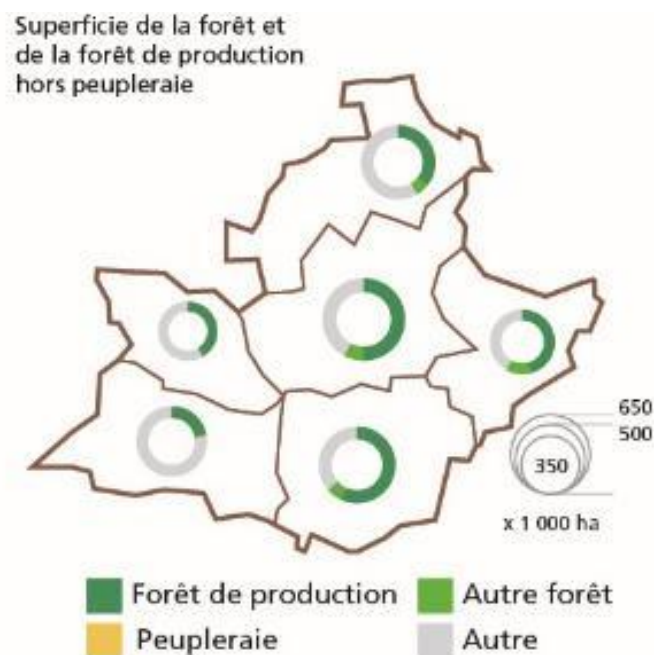 Superficie de la forêt et
de la forêt de production
hors peupleraie
650
500
350
x 1 000 ha
Forêt de production
Autre forêt
Peupleraie
Autre